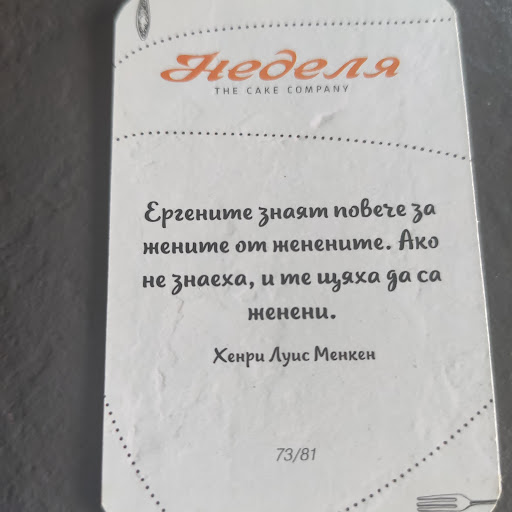 Неделя
THE CAKE COMPANY
Ергените знаят повече за
жените от женените. Ако
не знаеха, и те щяха да са
женени.
Хенри Луис Менкен
73/81